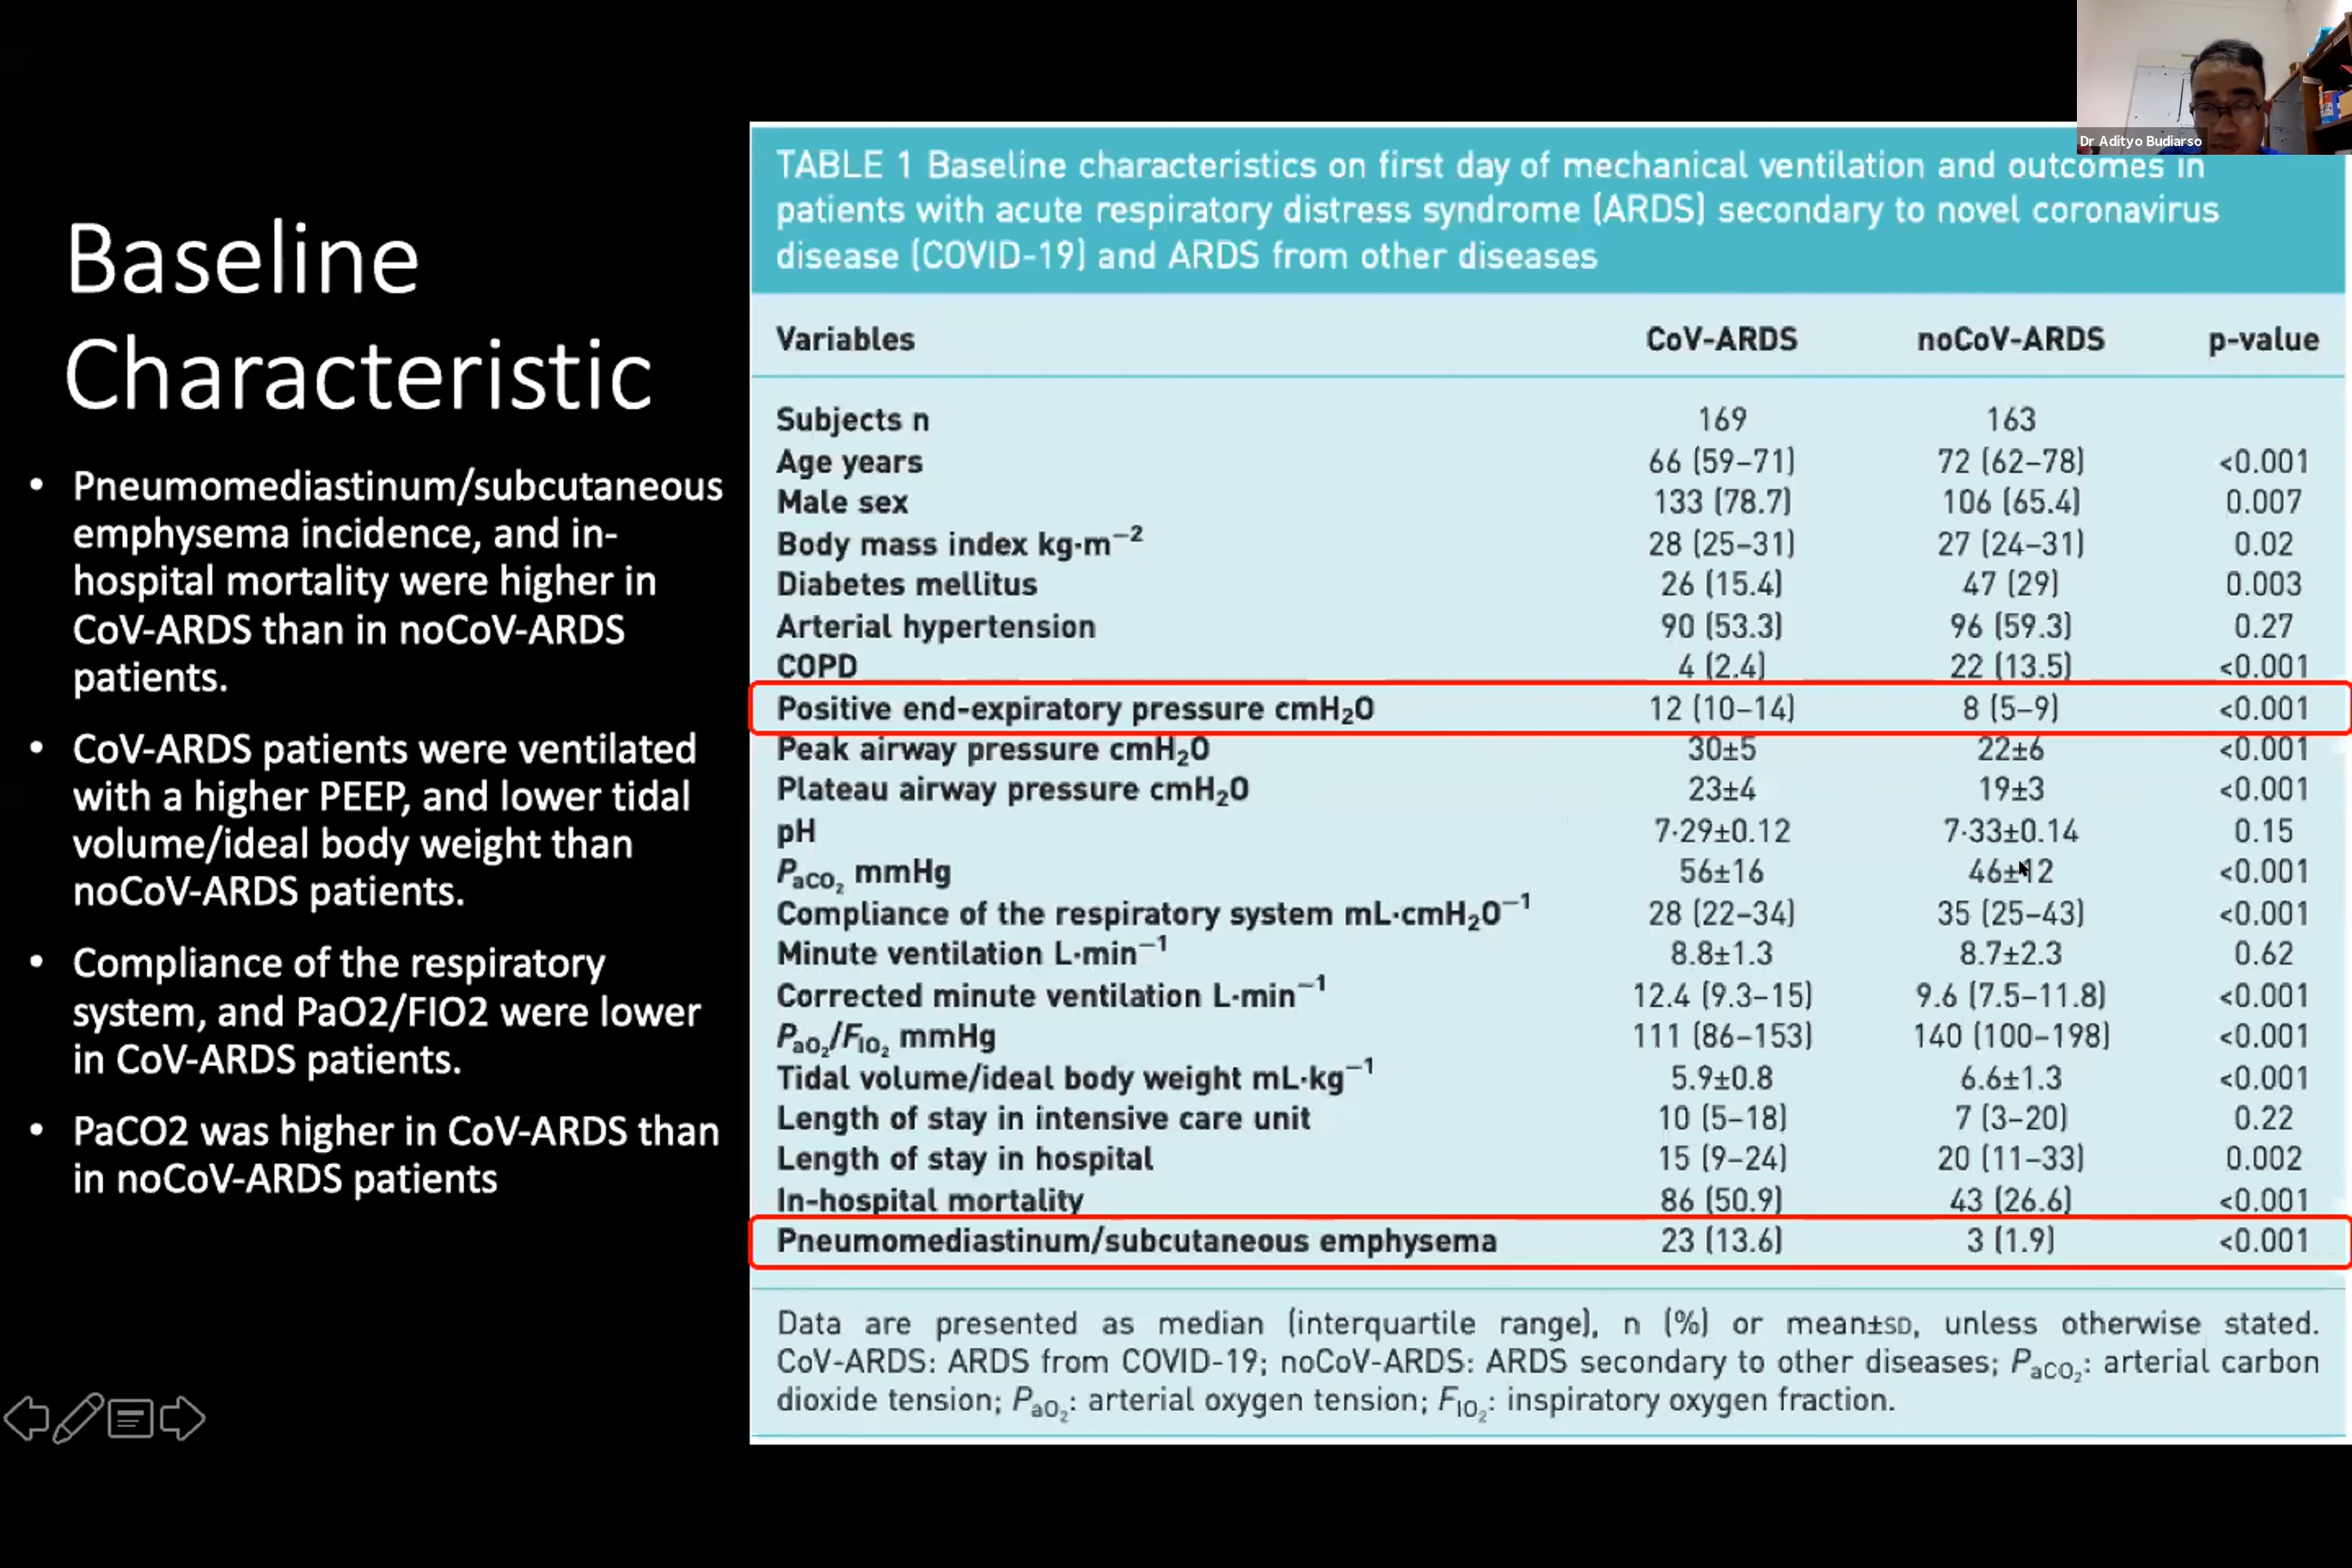 Dr Adityo Budiarso
Baseline
Characteristic
• Pneumomediastinum/subcutaneous
emphysema incidence, and in-
hospital mortality were higher in
CoV-ARDS than in noCoV-ARDS
patients.
• CoV-ARDS patients were ventilated
with a higher PEEP, and lower tidal
volume/ideal body weight than
noCoV-ARDS patients.
• Compliance of the respiratory
system, and PaO2/FIO2 were lower
in CoV-ARDS patients.
• PaCO2 was higher in CoV-ARDS than
in noCoV-ARDS patients
TABLE 1 Baseline characteristics on first day of mechanical ventilation and outcomes in
patients with acute respiratory distress syndrome (ARDS) secondary to novel coronavirus
disease (COVID-19) and ARDS from other diseases
Variables CoV-ARDS noCoV-ARDS p-value
Subjects n 169 163
Age years 66 (59–71) 72 (62–78) <0.001
Male sex 133 (78.7) 106 (65.4) 0.007
Body mass index kg·m⁻² 28 (25–31) 27 (24–31) 0.02
Diabetes mellitus 26 (15.4) 47 (29) 0.003
Arterial hypertension 90 (53.3) 96 (59.3) 0.27
COPD 4 (2.4) 22 (13.5) <0.001
Positive end-expiratory pressure cmH₂O 12 (10–14) 8 (5–9) <0.001
Peak airway pressure cmH₂O 30±5 22±6 <0.001
Plateau airway pressure cmH₂O 23±4 19±3 <0.001
pH 7·29±0.12 7·33±0.14 0.15
PaCO₂ mmHg 56±16 46±12 <0.001
Compliance of the respiratory system mL·cmH₂O⁻¹ 28 (22–34) 35 (25–43) <0.001
Minute ventilation L·min⁻¹ 8.8±1.3 8.7±2.3 0.62
Corrected minute ventilation L·min⁻¹ 12.4 (9.3–15) 9.6 (7.5–11.8) <0.001
PaO₂/FIO₂ mmHg 111 (86–153) 140 (100–198) <0.001
Tidal volume/ideal body weight mL·kg⁻¹ 5.9±0.8 6.6±1.3 <0.001
Length of stay in intensive care unit 10 (5–18) 7 (3–20) 0.22
Length of stay in hospital 15 (9–24) 20 (11–33) 0.002
In-hospital mortality 86 (50.9) 43 (26.6) <0.001
Pneumomediastinum/subcutaneous emphysema 23 (13.6) 3 (1.9) <0.001
Data are presented as median (interquartile range), n (%) or mean±SD, unless otherwise stated.
CoV-ARDS: ARDS from COVID-19; noCoV-ARDS: ARDS secondary to other diseases; PaCO₂: arterial carbon
dioxide tension; PaO₂: arterial oxygen tension; FIO₂: inspiratory oxygen fraction.